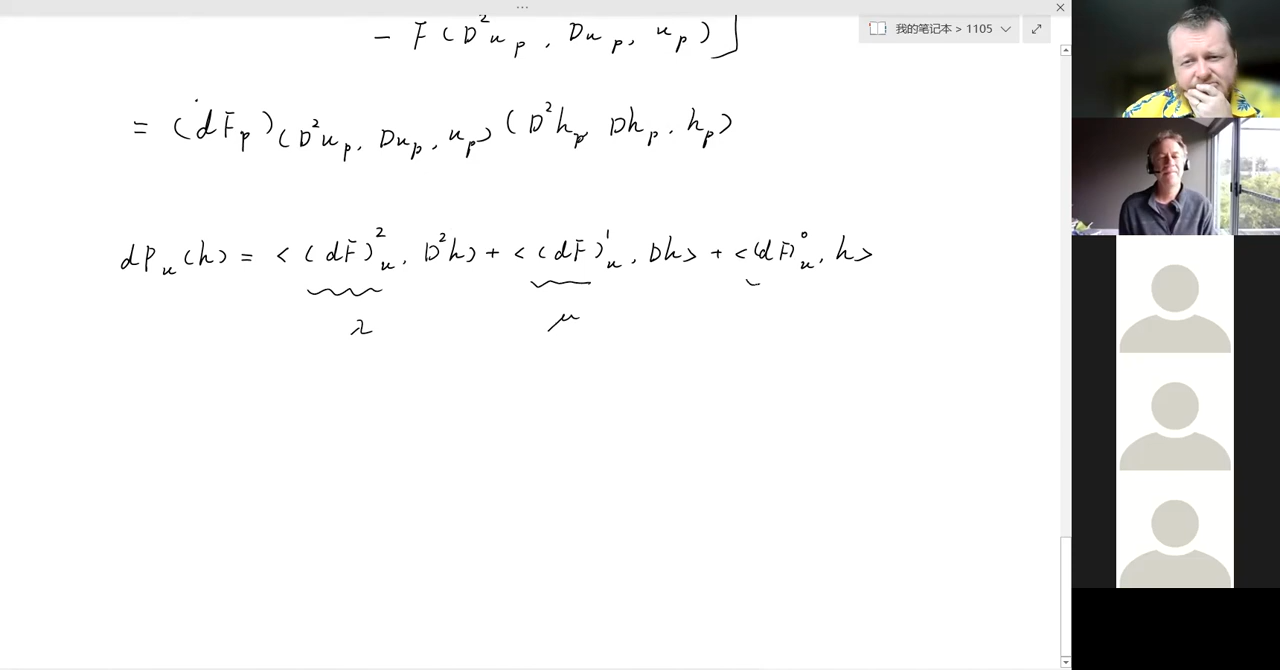 - F(D²u_p, Du_p, u_p)]
我的笔记本 > 1105
= (dF_p)_(D²u_p, Du_p, u_p) (D²h_p, Dh_p, h_p)
dP_u(h) = <(dF)²_u, D²h> + <(dF)¹_u, Dh> + <(dF)⁰_u, h>
λ μ